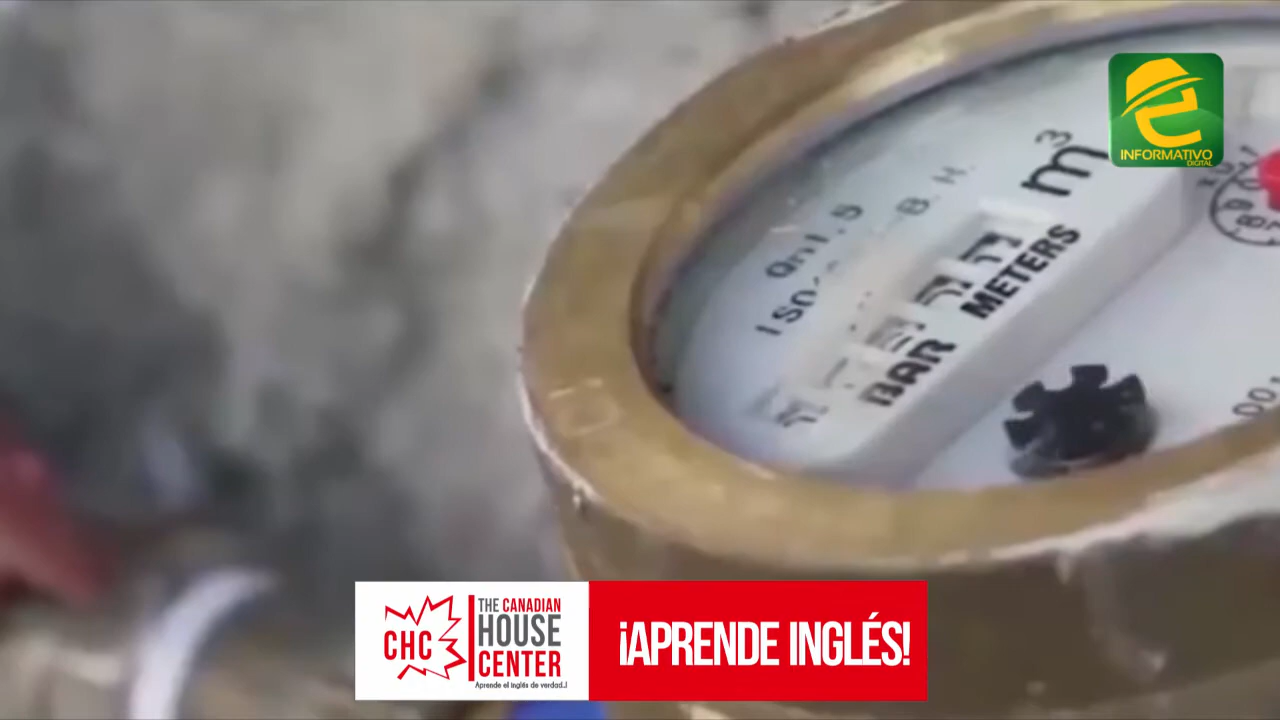 INFORMATIVO
DIGITAL
m³
Qn1.5
B.H.
ISO
BAR METERS
CHC
THE CANADIAN
HOUSE
CENTER
Aprende el inglés de verdad..!
¡APRENDE INGLÉS!